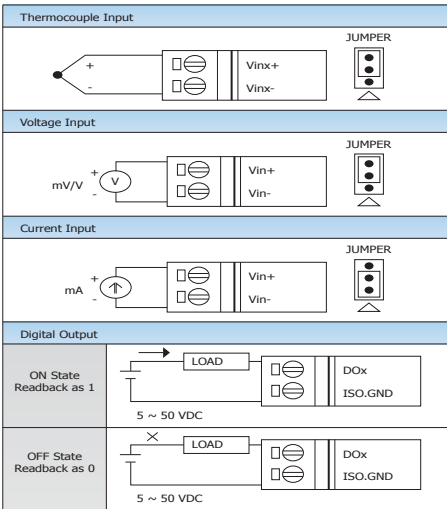 Thermocouple Input
JUMPER
+
Vinx+
-
Vinx-
Voltage Input
JUMPER
mV/V
+
V
-
Vin+
Vin-
Current Input
JUMPER
mA
+
-
Vin+
Vin-
Digital Output
ON State
Readback as 1
LOAD
DOx
ISO.GND
5 ~ 50 VDC
OFF State
Readback as 0
LOAD
DOx
ISO.GND
5 ~ 50 VDC